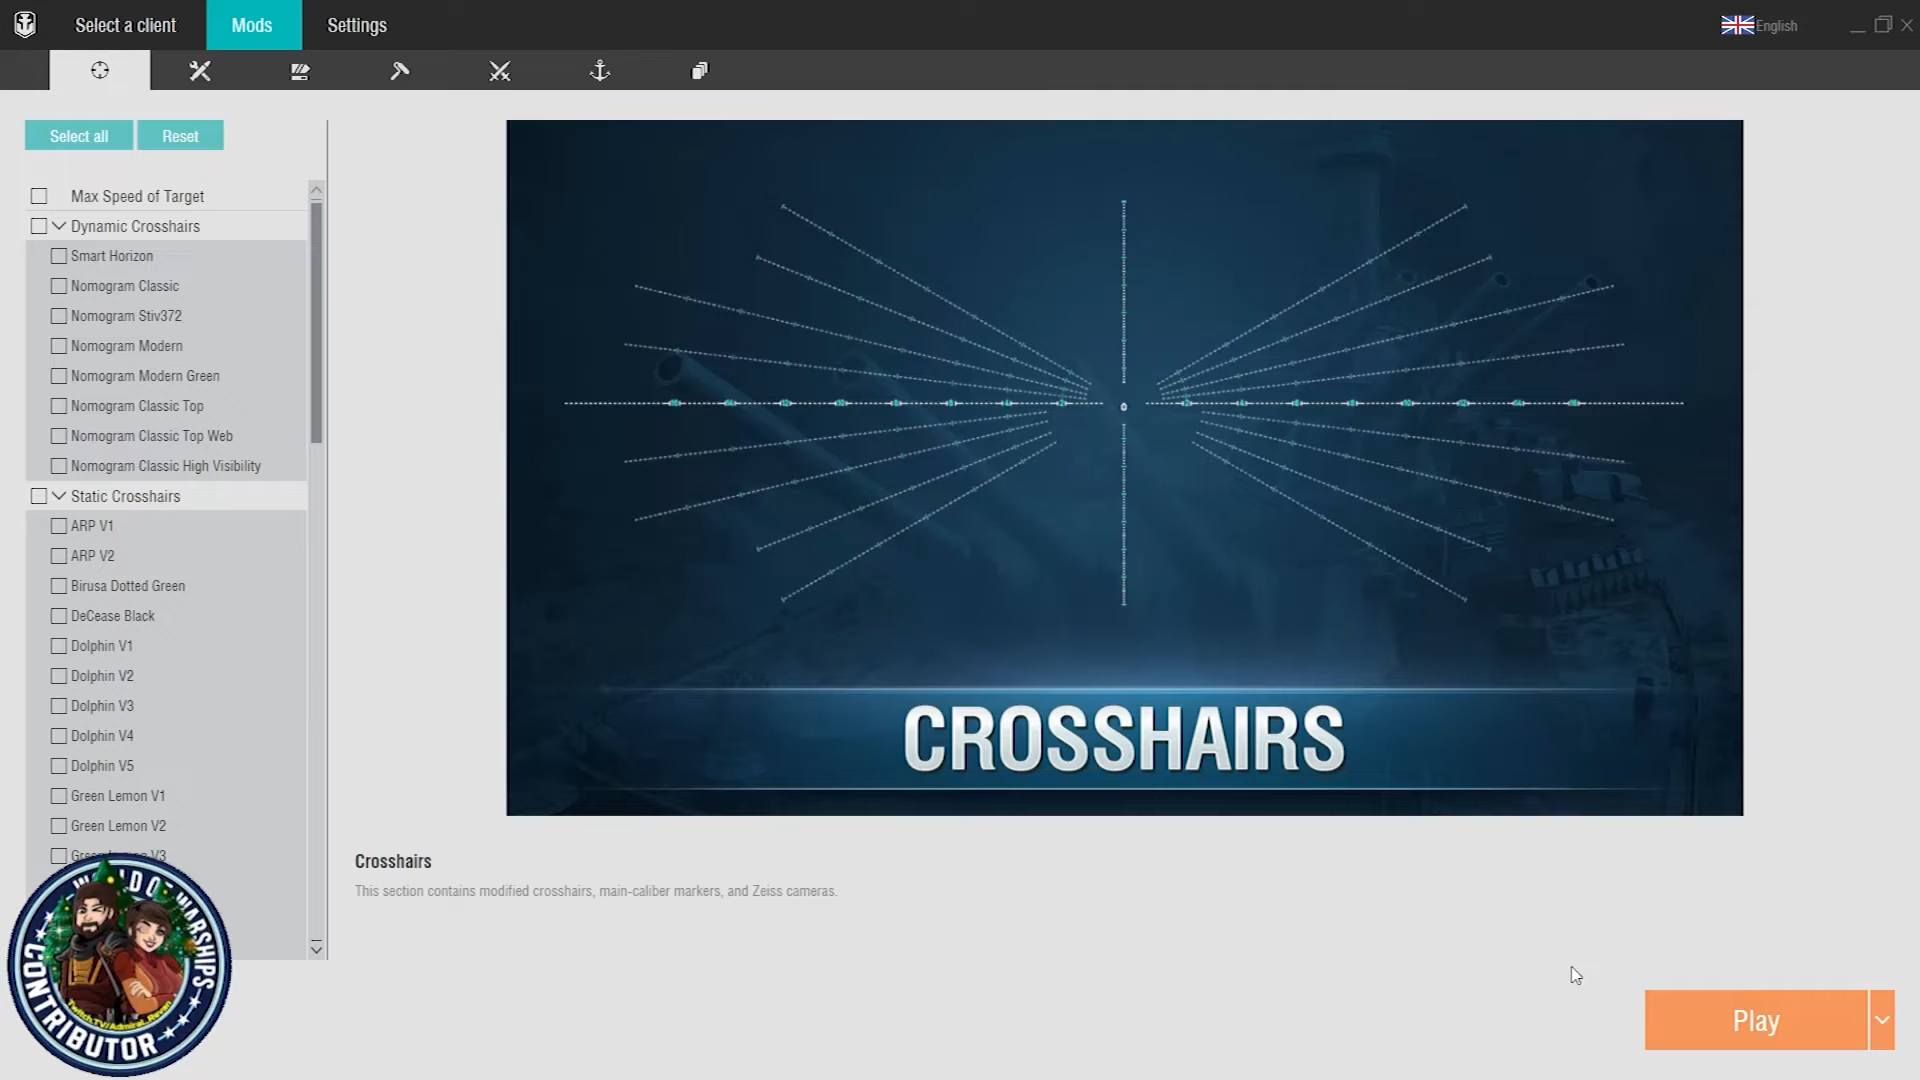 Select a client
Mods
Settings
English
Select all
Reset
Max Speed of Target
Dynamic Crosshairs
Smart Horizon
Nomogram Classic
Nomogram Stiv372
Nomogram Modern
Nomogram Modern Green
Nomogram Classic Top
Nomogram Classic Top Web
Nomogram Classic High Visibility
Static Crosshairs
ARP V1
ARP V2
Birusa Dotted Green
DeCease Black
Dolphin V1
Dolphin V2
Dolphin V3
Dolphin V4
Dolphin V5
Green Lemon V1
Green Lemon V2
V3
CROSSHAIRS
Crosshairs
This section contains modified crosshairs, main-caliber markers, and Zeiss cameras.
WARSHIPS
CONTRIBUTOR
Play